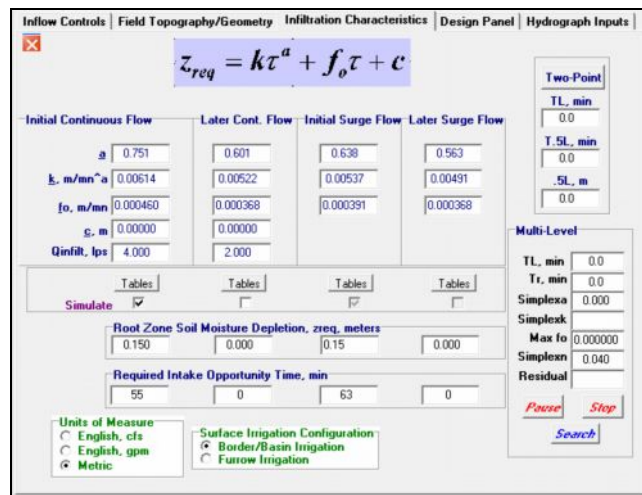 Inflow Controls | Field Topography/Geometry | Infiltration Characteristics | Design Panel | Hydrograph Inputs
z_req = kτ^a + f_oτ + c
Two-Point
TL, min
0.0
T.5L, min
0.0
.5L, m
0.0
Initial Continuous Flow Later Cont. Flow Initial Surge Flow Later Surge Flow
a 0.751 0.601 0.638 0.563
k, m/mn^a 0.00614 0.00522 0.00537 0.00491
fo, m/mn 0.000460 0.000368 0.000391 0.000368
c, m 0.00000 0.00000
Qinfilt, lps 4.000 2.000
Tables Tables Tables Tables
Simulate
Root Zone Soil Moisture Depletion, zreq, meters
0.150 0.000 0.15 0.000
Required Intake Opportunity Time, min
55 0 63 0
Multi-Level
TL, min 0.0
Tr, min 0.0
Simplexa 0.000
Simplexk
Max fo 0.000000
Simplexn 0.040
Residual
Pause Stop
Search
Units of Measure
English, cfs
English, gpm
Metric
Surface Irrigation Configuration
Border/Basin Irrigation
Furrow Irrigation